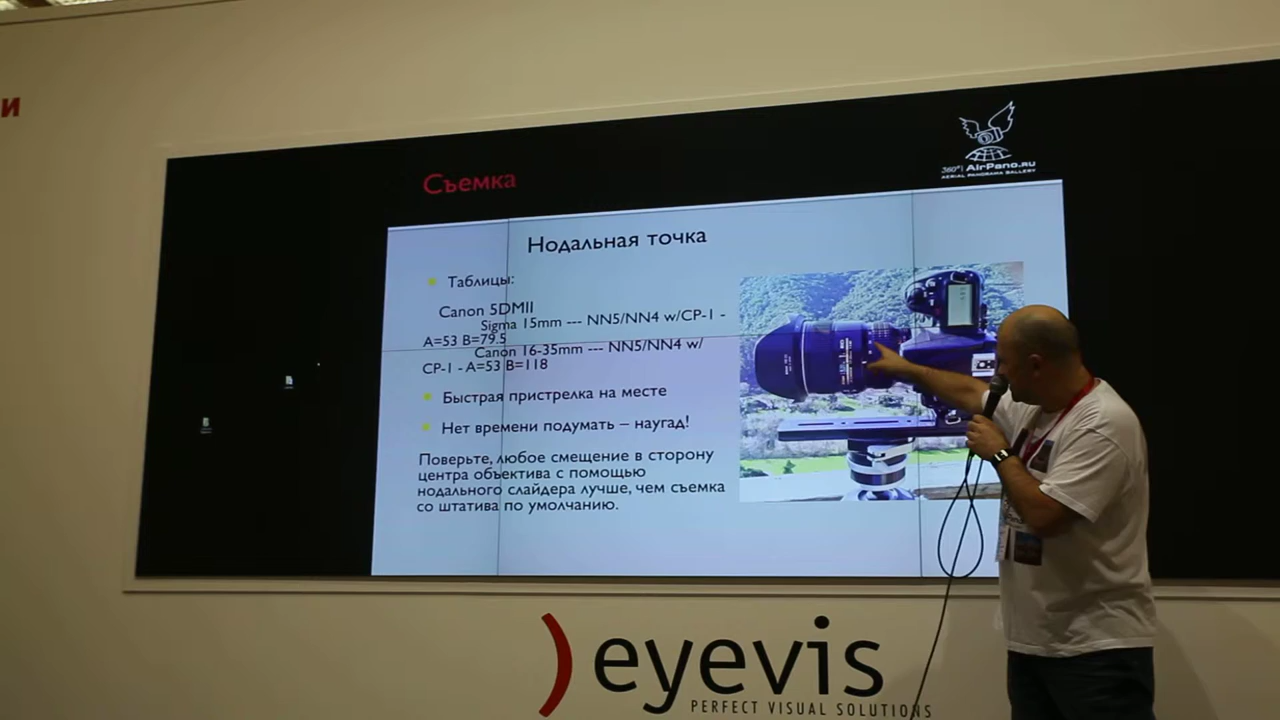 и
360° | AirPano.ru
AERIAL PANORAMA GALLERY
Съемка
Нодальная точка
Таблицы:
Canon 5DMII
Sigma 15mm --- NN5/NN4 w/CP-1 -
A=53 B=79.5
Canon 16-35mm --- NN5/NN4 w/
CP-1 - A=53 B=118
Быстрая пристрелка на месте
Нет времени подумать – наугад!
Поверьте, любое смещение в сторону
центра объектива с помощью
нодального слайдера лучше, чем съемка
со штатива по умолчанию.
eyevis
PERFECT VISUAL SOLUTIONS